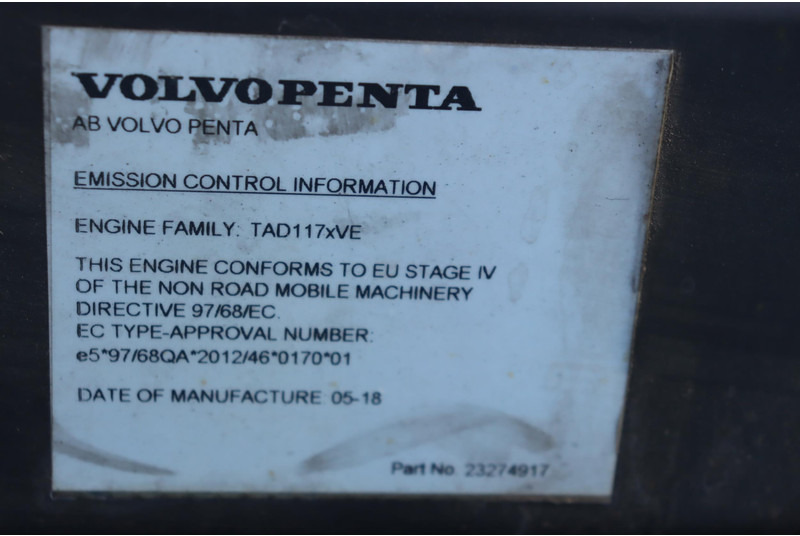 VOLVO PENTA
AB VOLVO PENTA
EMISSION CONTROL INFORMATION
ENGINE FAMILY: TAD117xVE
THIS ENGINE CONFORMS TO EU STAGE IV
OF THE NON ROAD MOBILE MACHINERY
DIRECTIVE 97/68/EC.
EC TYPE-APPROVAL NUMBER:
e5*97/68QA*2012/46*0170*01
DATE OF MANUFACTURE 05-18
Part No. 23274917